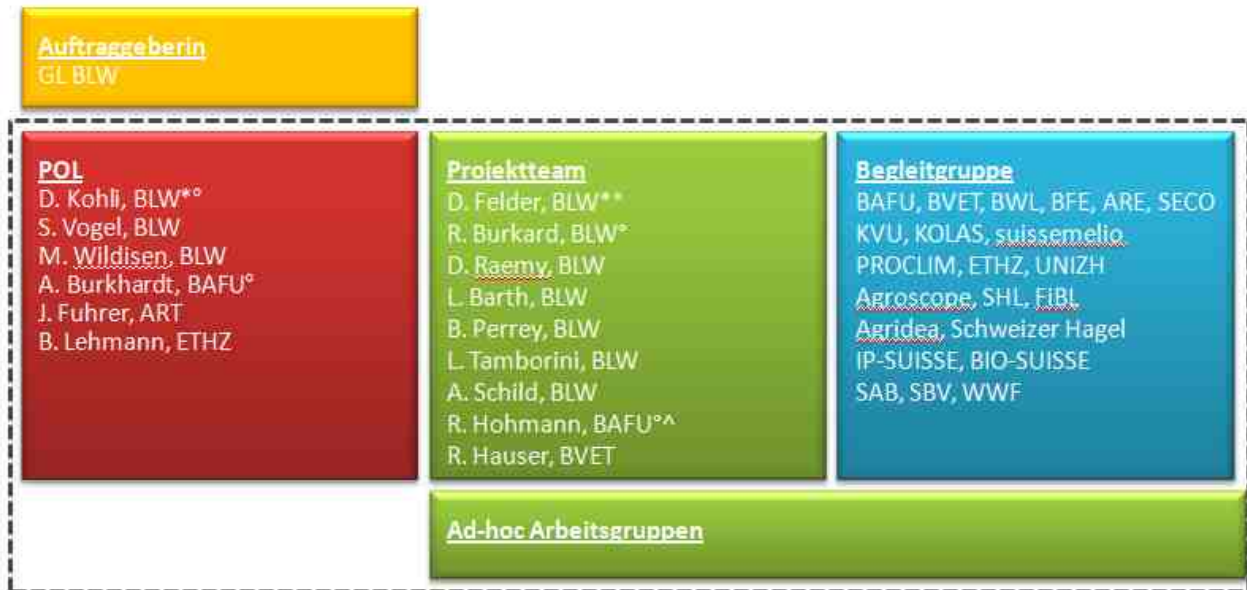 Auftraggeberin
GL BLW
POL
D. Kohli, BLW*°
S. Vogel, BLW
M. Wildisen, BLW
A. Burkhardt, BAFU°
J. Fuhrer, ART
B. Lehmann, ETHZ
Projektteam
D. Felder, BLW**
R. Burkard, BLW°
D. Raemy, BLW
L. Barth, BLW
B. Perrey, BLW
L. Tamborini, BLW
A. Schild, BLW
R. Hohmann, BAFU°^
R. Hauser, BVET
Begleitgruppe
BAFU, BVET, BWL, BFE, ARE, SECO
KVU, KOLAS, suissemelio
PROCLIM, ETHZ, UNIZH
Agroscope, SHL, FiBL
Agridea, Schweizer Hagel
IP-SUISSE, BIO-SUISSE
SAB, SBV, WWF
Ad-hoc Arbeitsgruppen